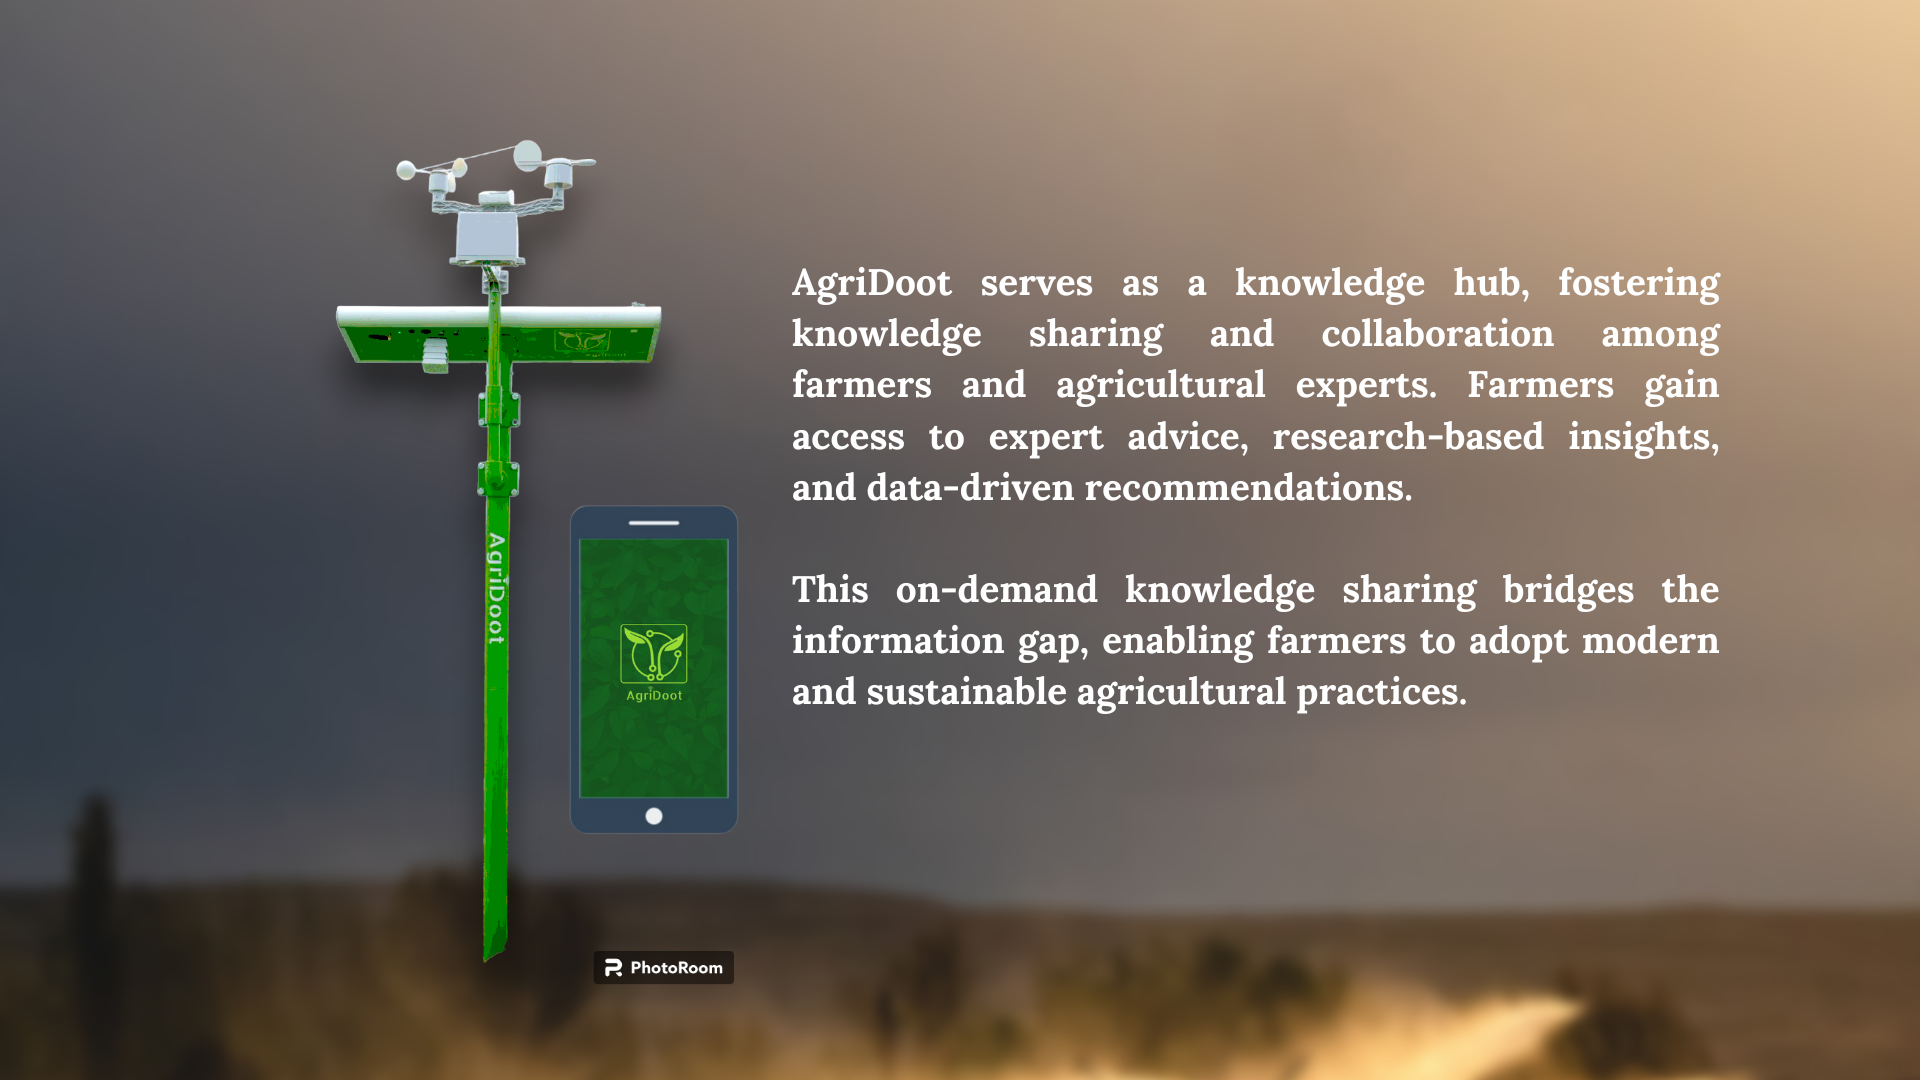 AgriDoot serves as a knowledge hub, fostering
knowledge sharing and collaboration among
farmers and agricultural experts. Farmers gain
access to expert advice, research-based insights,
and data-driven recommendations.
This on-demand knowledge sharing bridges the
information gap, enabling farmers to adopt modern
and sustainable agricultural practices.
AgriDoot
AgriDoot
AgriDoot
PhotoRoom